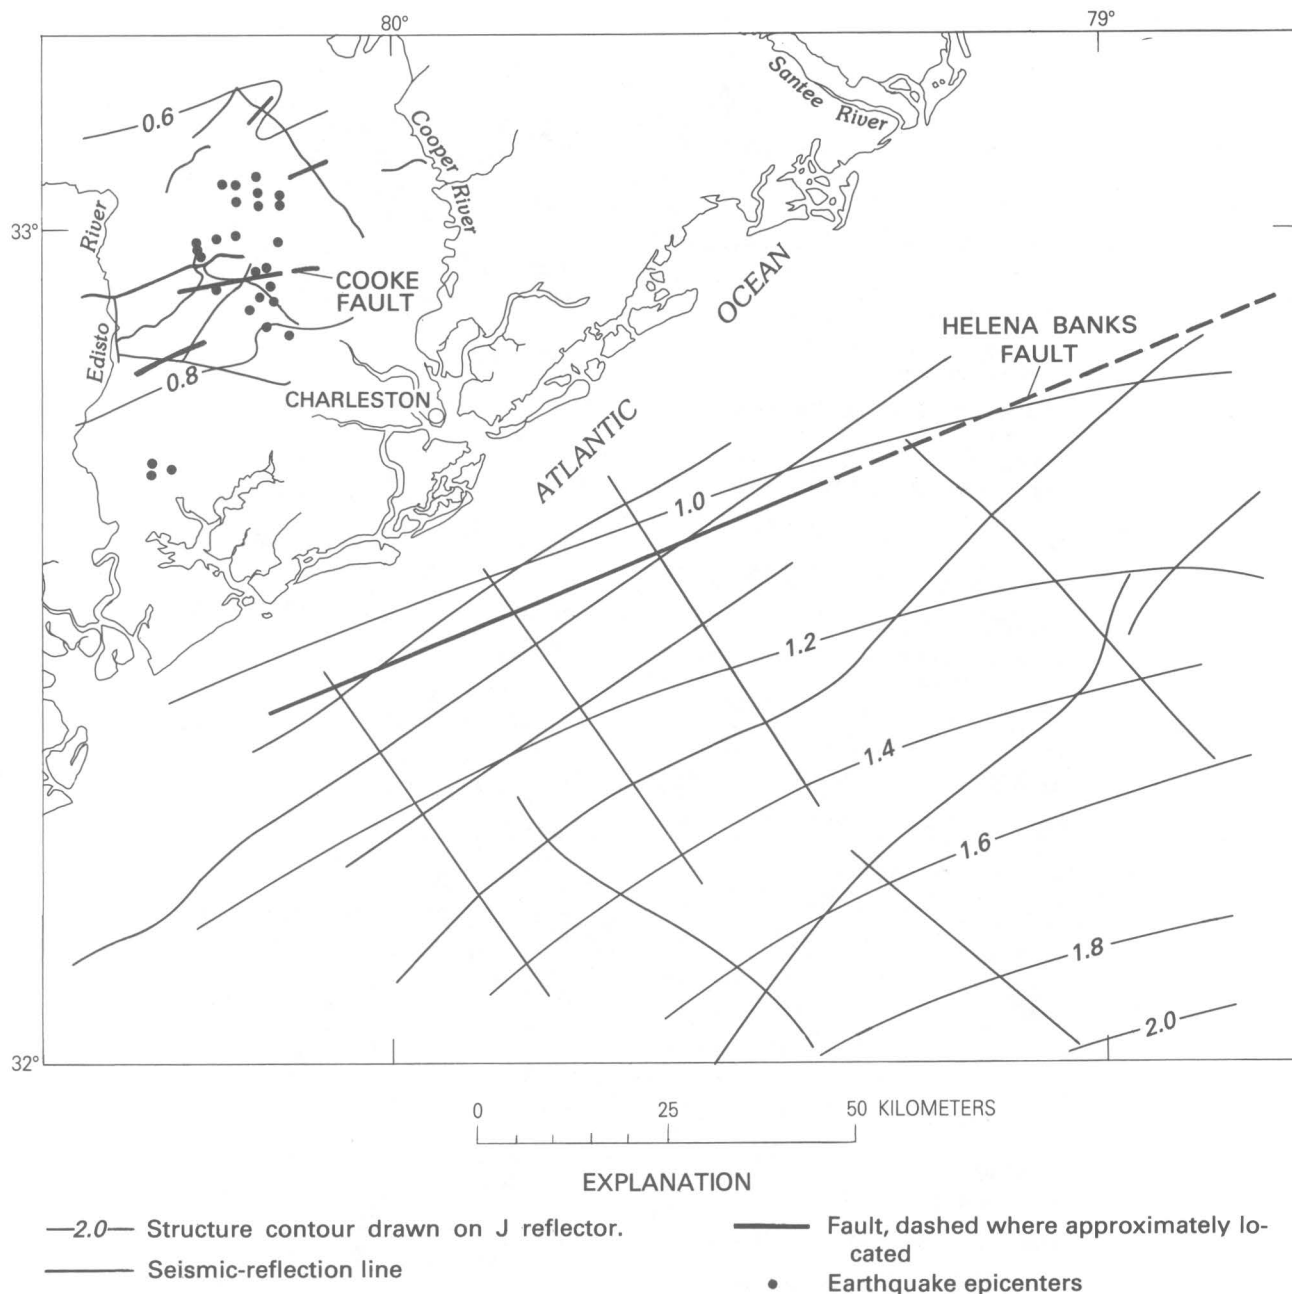 80°
79°
Santee River
0.6
Cooper River
33°
River
COOKE
FAULT
OCEAN
HELENA BANKS
FAULT
Edisto
0.8
CHARLESTON
ATLANTIC
1.0
1.2
1.4
1.6
1.8
2.0
32°
0 25 50 KILOMETERS
EXPLANATION
2.0 Structure contour drawn on J reflector.
Seismic-reflection line
Fault, dashed where approximately lo-
cated
Earthquake epicenters